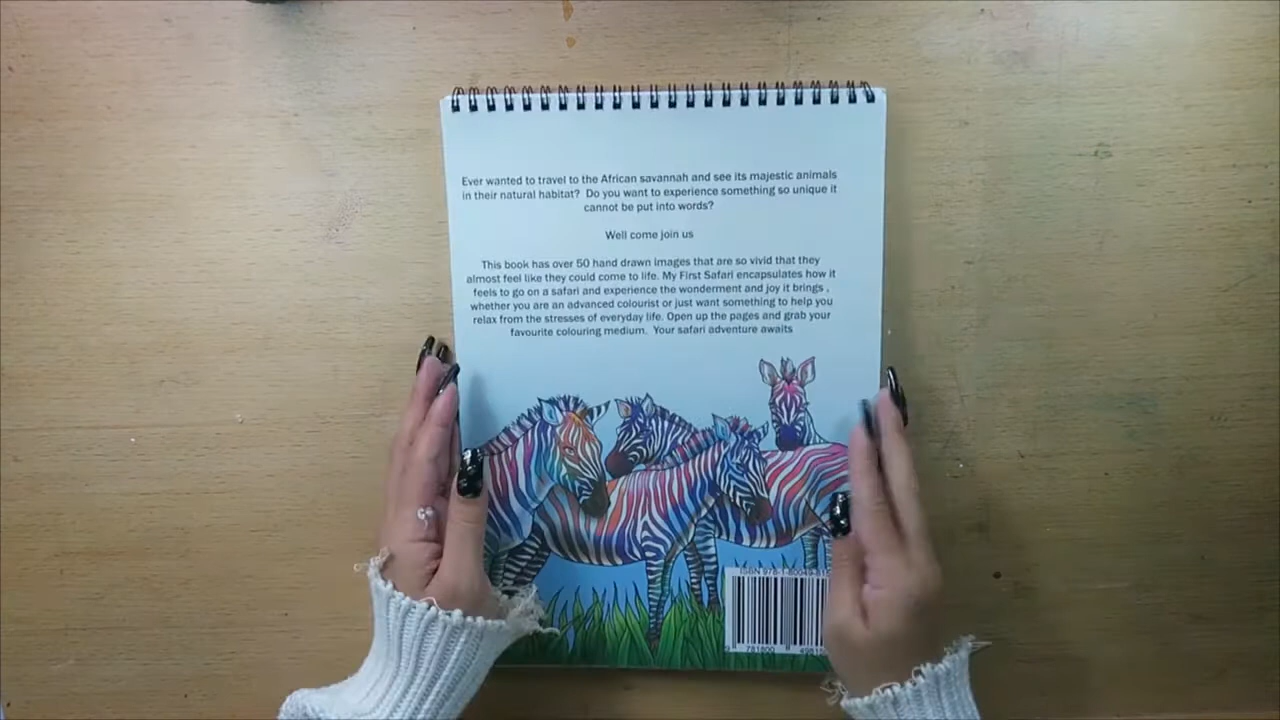 Ever wanted to travel to the African savannah and see its majestic animals
in their natural habitat? Do you want to experience something so unique it
cannot be put into words?
Well come join us
This book has over 50 hand drawn images that are so vivid that they
almost feel like they could come to life. My First Safari encapsulates how it
feels to go on a safari and experience the wonderment and joy it brings ,
whether you are an advanced colourist or just want something to help you
relax from the stresses of everyday life. Open up the pages and grab your
favourite colouring medium. Your safari adventure awaits
ISBN
781800